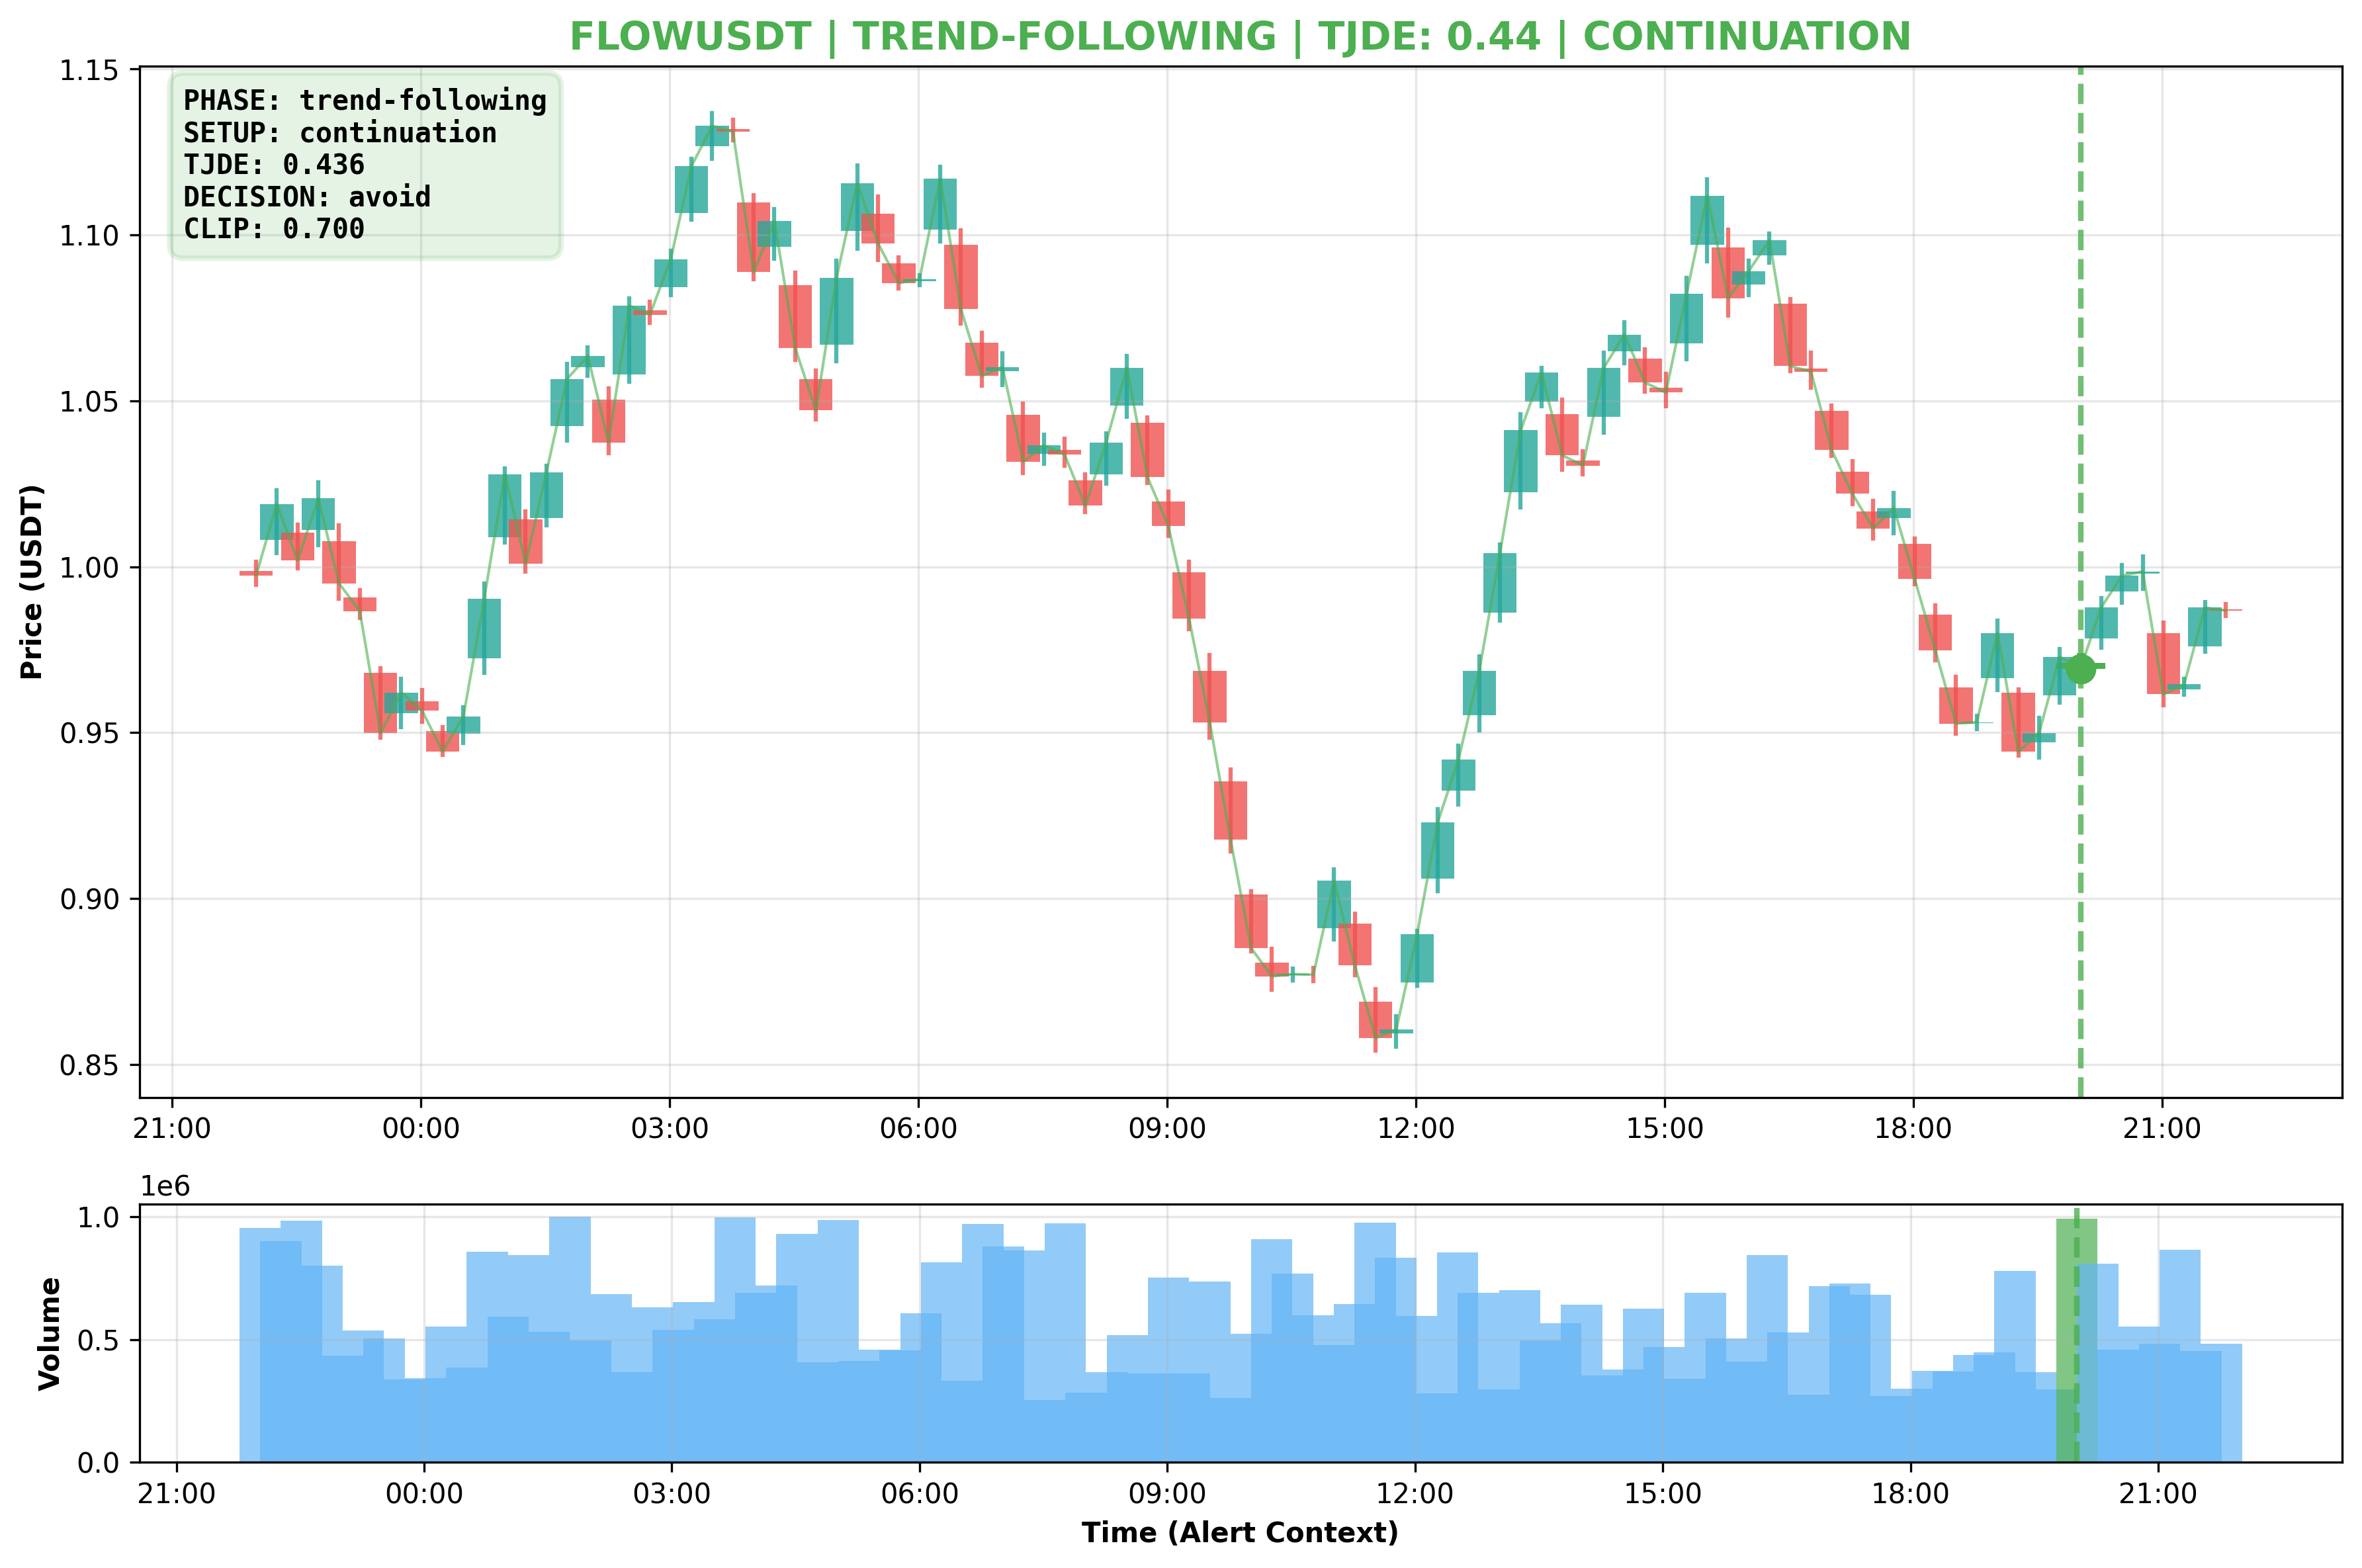 FLOWUSDT | TREND-FOLLOWING | TJDE: 0.44 | CONTINUATION
PHASE: trend-following
SETUP: continuation
TJDE: 0.436
DECISION: avoid
CLIP: 0.700
Price (USDT)
1.15
1.10
1.05
1.00
0.95
0.90
0.85
21:00 00:00 03:00 06:00 09:00 12:00 15:00 18:00 21:00
1e6
Volume
1.0
0.5
0.0
21:00 00:00 03:00 06:00 09:00 12:00 15:00 18:00 21:00
Time (Alert Context)